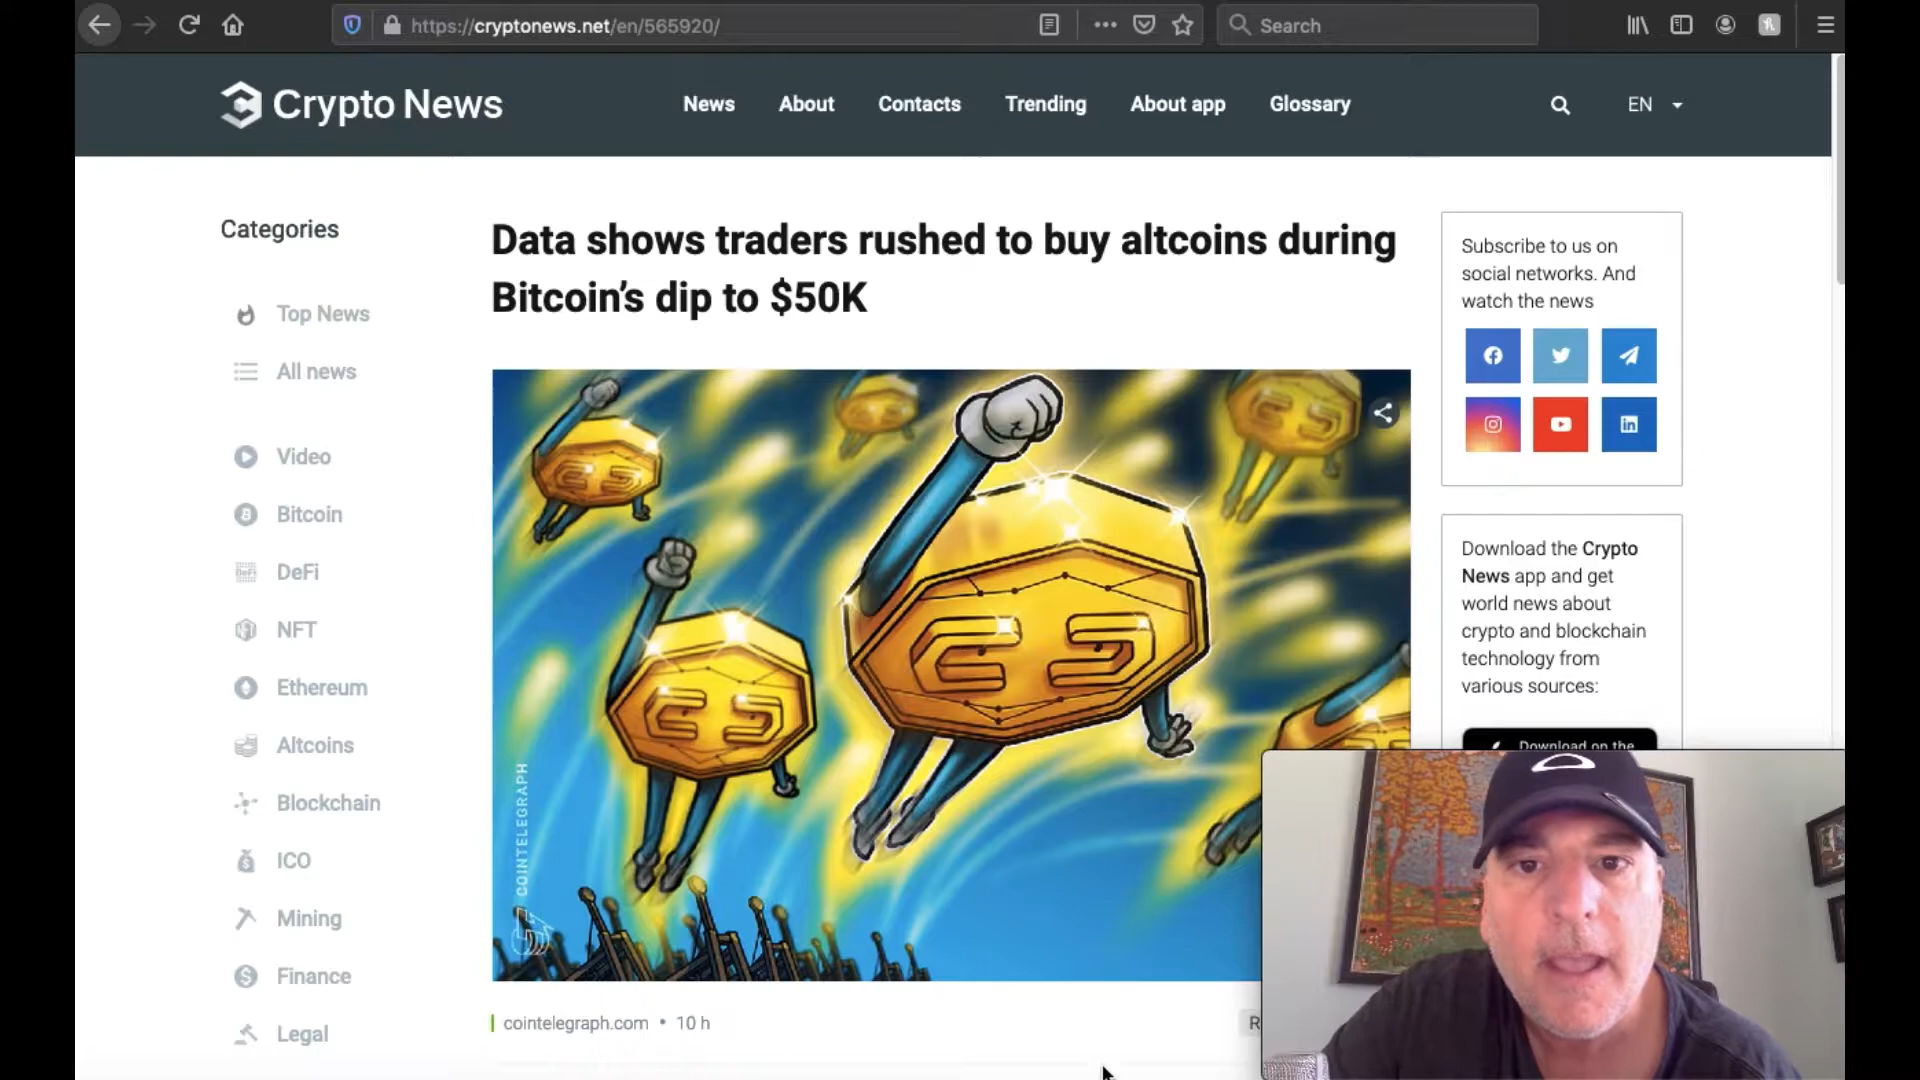 https://cryptonews.net/en/565920/
Search
Crypto News
News
About
Contacts
Trending
About app
Glossary
EN
Categories
Top News
All news
Video
Bitcoin
DeFi
NFT
Ethereum
Altcoins
Blockchain
ICO
Mining
Finance
Legal
Data shows traders rushed to buy altcoins during
Bitcoin’s dip to $50K
COINTELEGRAPH
cointelegraph.com • 10 h
R
Subscribe to us on
social networks. And
watch the news
Download the Crypto
News app and get
world news about
crypto and blockchain
technology from
various sources:
Download on the